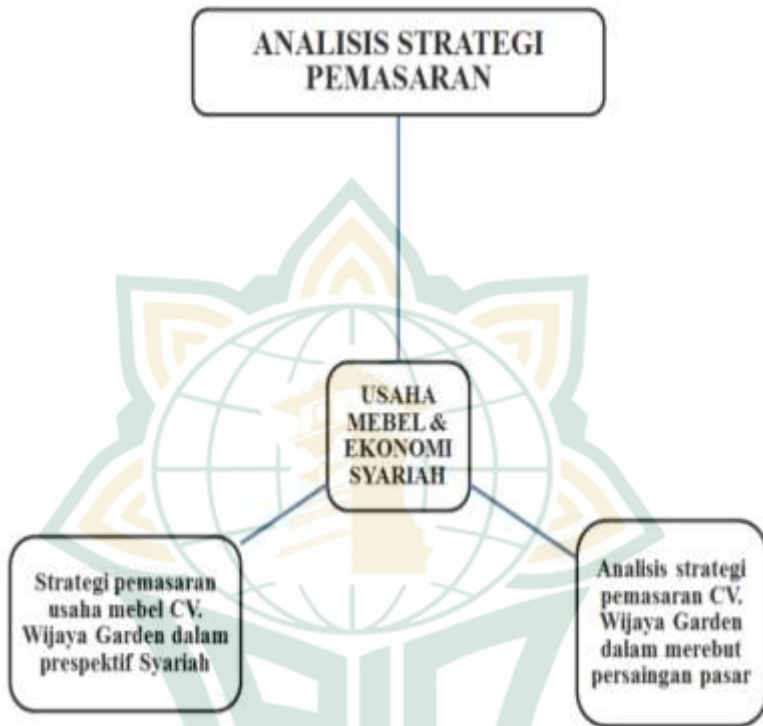 ANALISIS STRATEGI
PEMASARAN
USAHA
MEBEL &
EKONOMI
SYARIAH
Strategi pemasaran
usaha mebel CV.
Wijaya Garden dalam
prespektif Syariah
Analisis strategi
pemasaran CV.
Wijaya Garden
dalam merebut
persaingan pasar